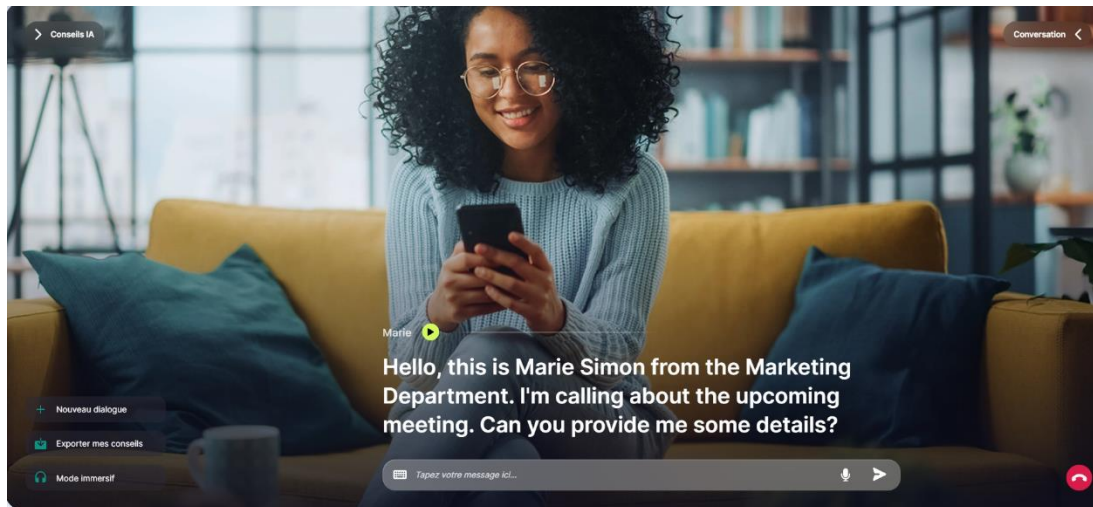 Conseils IA
Conversation
Marie
Hello, this is Marie Simon from the Marketing
Department. I'm calling about the upcoming
meeting. Can you provide me some details?
Nouveau dialogue
Exporter mes conseils
Mode immersif
Tapez votre message ici...